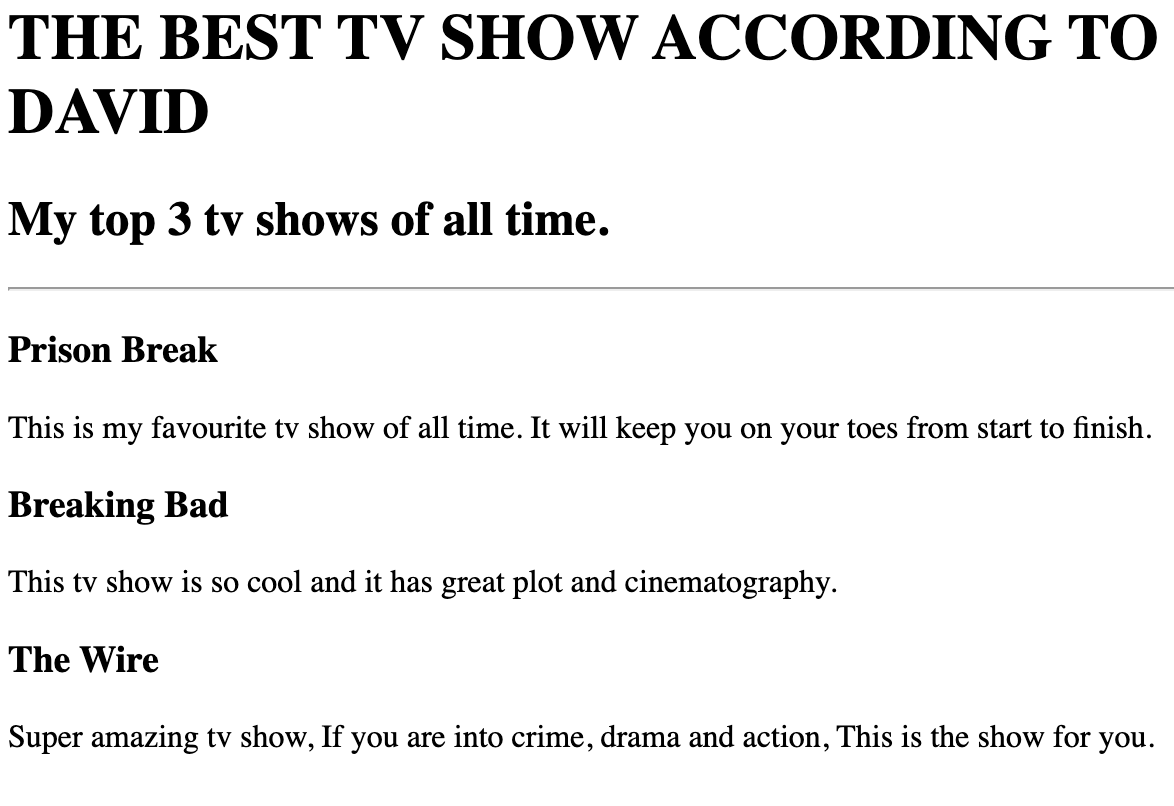 THE BEST TV SHOW ACCORDING TO
DAVID
My top 3 tv shows of all time.
Prison Break
This is my favourite tv show of all time. It will keep you on your toes from start to finish.
Breaking Bad
This tv show is so cool and it has great plot and cinematography.
The Wire
Super amazing tv show, If you are into crime, drama and action, This is the show for you.